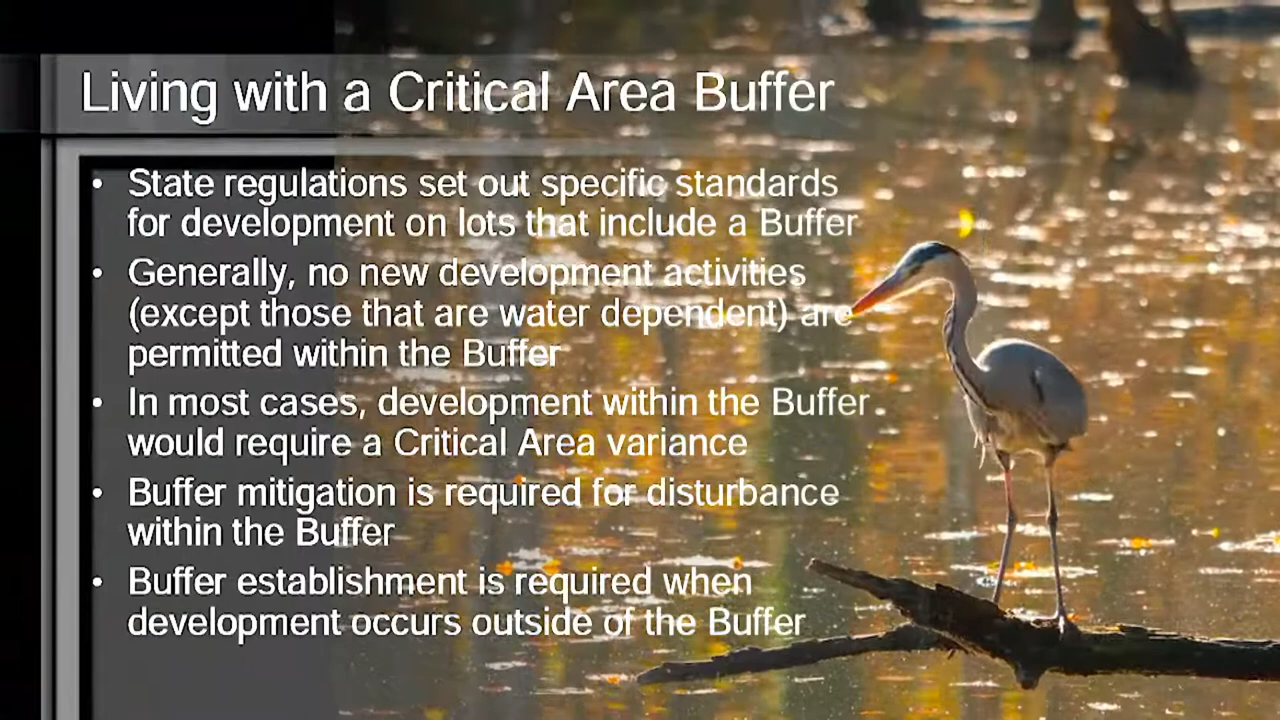 Living with a Critical Area Buffer
• State regulations set out specific standards
for development on lots that include a Buffer
• Generally, no new development activities
(except those that are water dependent) are
permitted within the Buffer
• In most cases, development within the Buffer
would require a Critical Area variance
• Buffer mitigation is required for disturbance
within the Buffer
• Buffer establishment is required when
development occurs outside of the Buffer